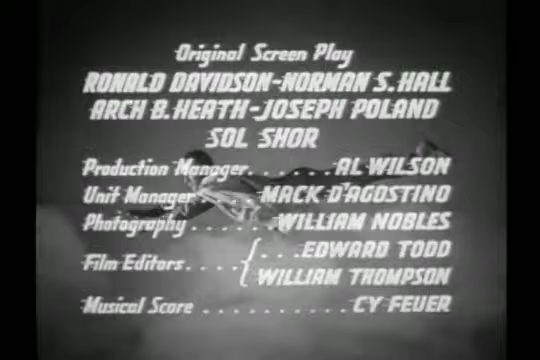 Original Screen Play
RONALD DAVIDSON-NORMAN S. HALL
ARCH B. HEATH-JOSEPH POLAND
SOL SHOR
Production Manager......AL WILSON
Unit Manager......MACK D'AGOSTINO
Photography......WILLIAM NOBLES
Film Editors....{...EDWARD TODD
WILLIAM THOMPSON
Musical Score..........CY FEUER